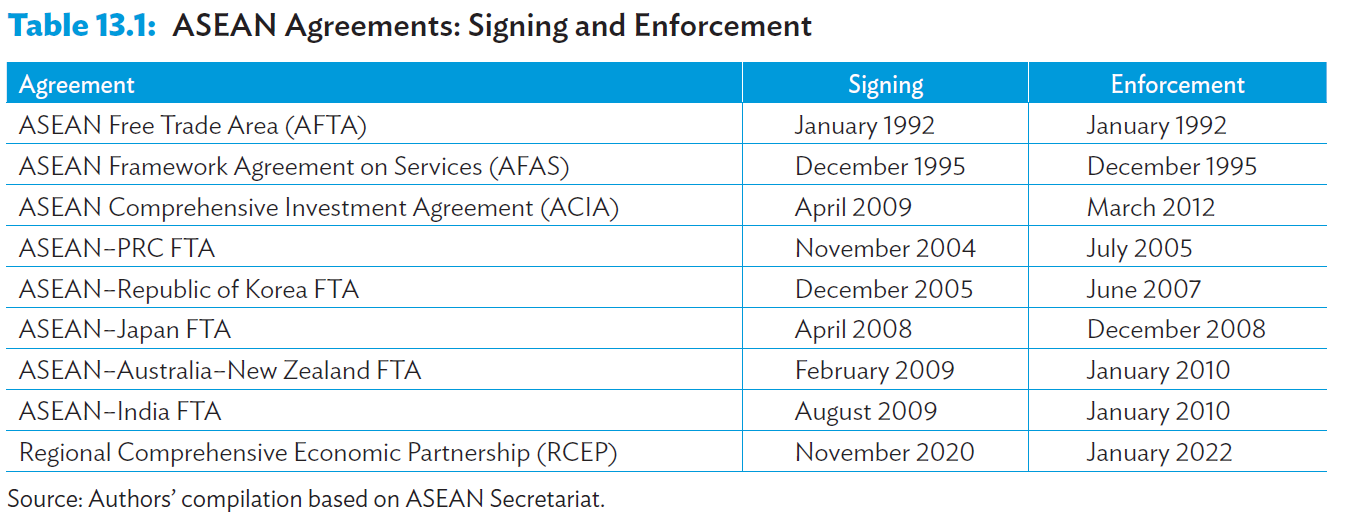 Table 13.1: ASEAN Agreements: Signing and Enforcement
Agreement Signing Enforcement
ASEAN Free Trade Area (AFTA) January 1992 January 1992
ASEAN Framework Agreement on Services (AFAS) December 1995 December 1995
ASEAN Comprehensive Investment Agreement (ACIA) April 2009 March 2012
ASEAN–PRC FTA November 2004 July 2005
ASEAN–Republic of Korea FTA December 2005 June 2007
ASEAN–Japan FTA April 2008 December 2008
ASEAN–Australia–New Zealand FTA February 2009 January 2010
ASEAN–India FTA August 2009 January 2010
Regional Comprehensive Economic Partnership (RCEP) November 2020 January 2022
Source: Authors’ compilation based on ASEAN Secretariat.